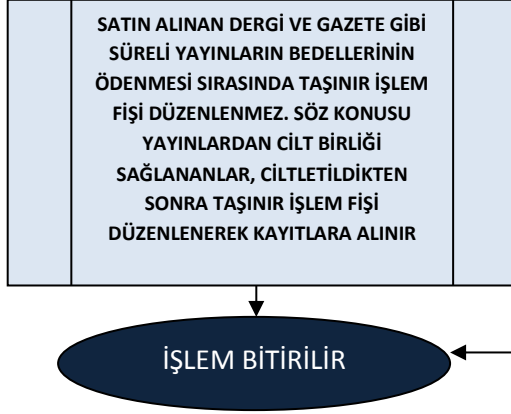 SATIN ALINAN DERGİ VE GAZETE GİBİ
SÜRELİ YAYINLARIN BEDELLERİNİN
ÖDENMESİ SIRASINDA TAŞINIR İŞLEM
FİŞİ DÜZENLENMEZ. SÖZ KONUSU
YAYINLARDAN CİLT BİRLİĞİ
SAĞLANANLAR, CİLTLETİLDİKTEN
SONRA TAŞINIR İŞLEM FİŞİ
DÜZENLENEREK KAYITLARA ALINIR
İŞLEM BİTİRİLİR